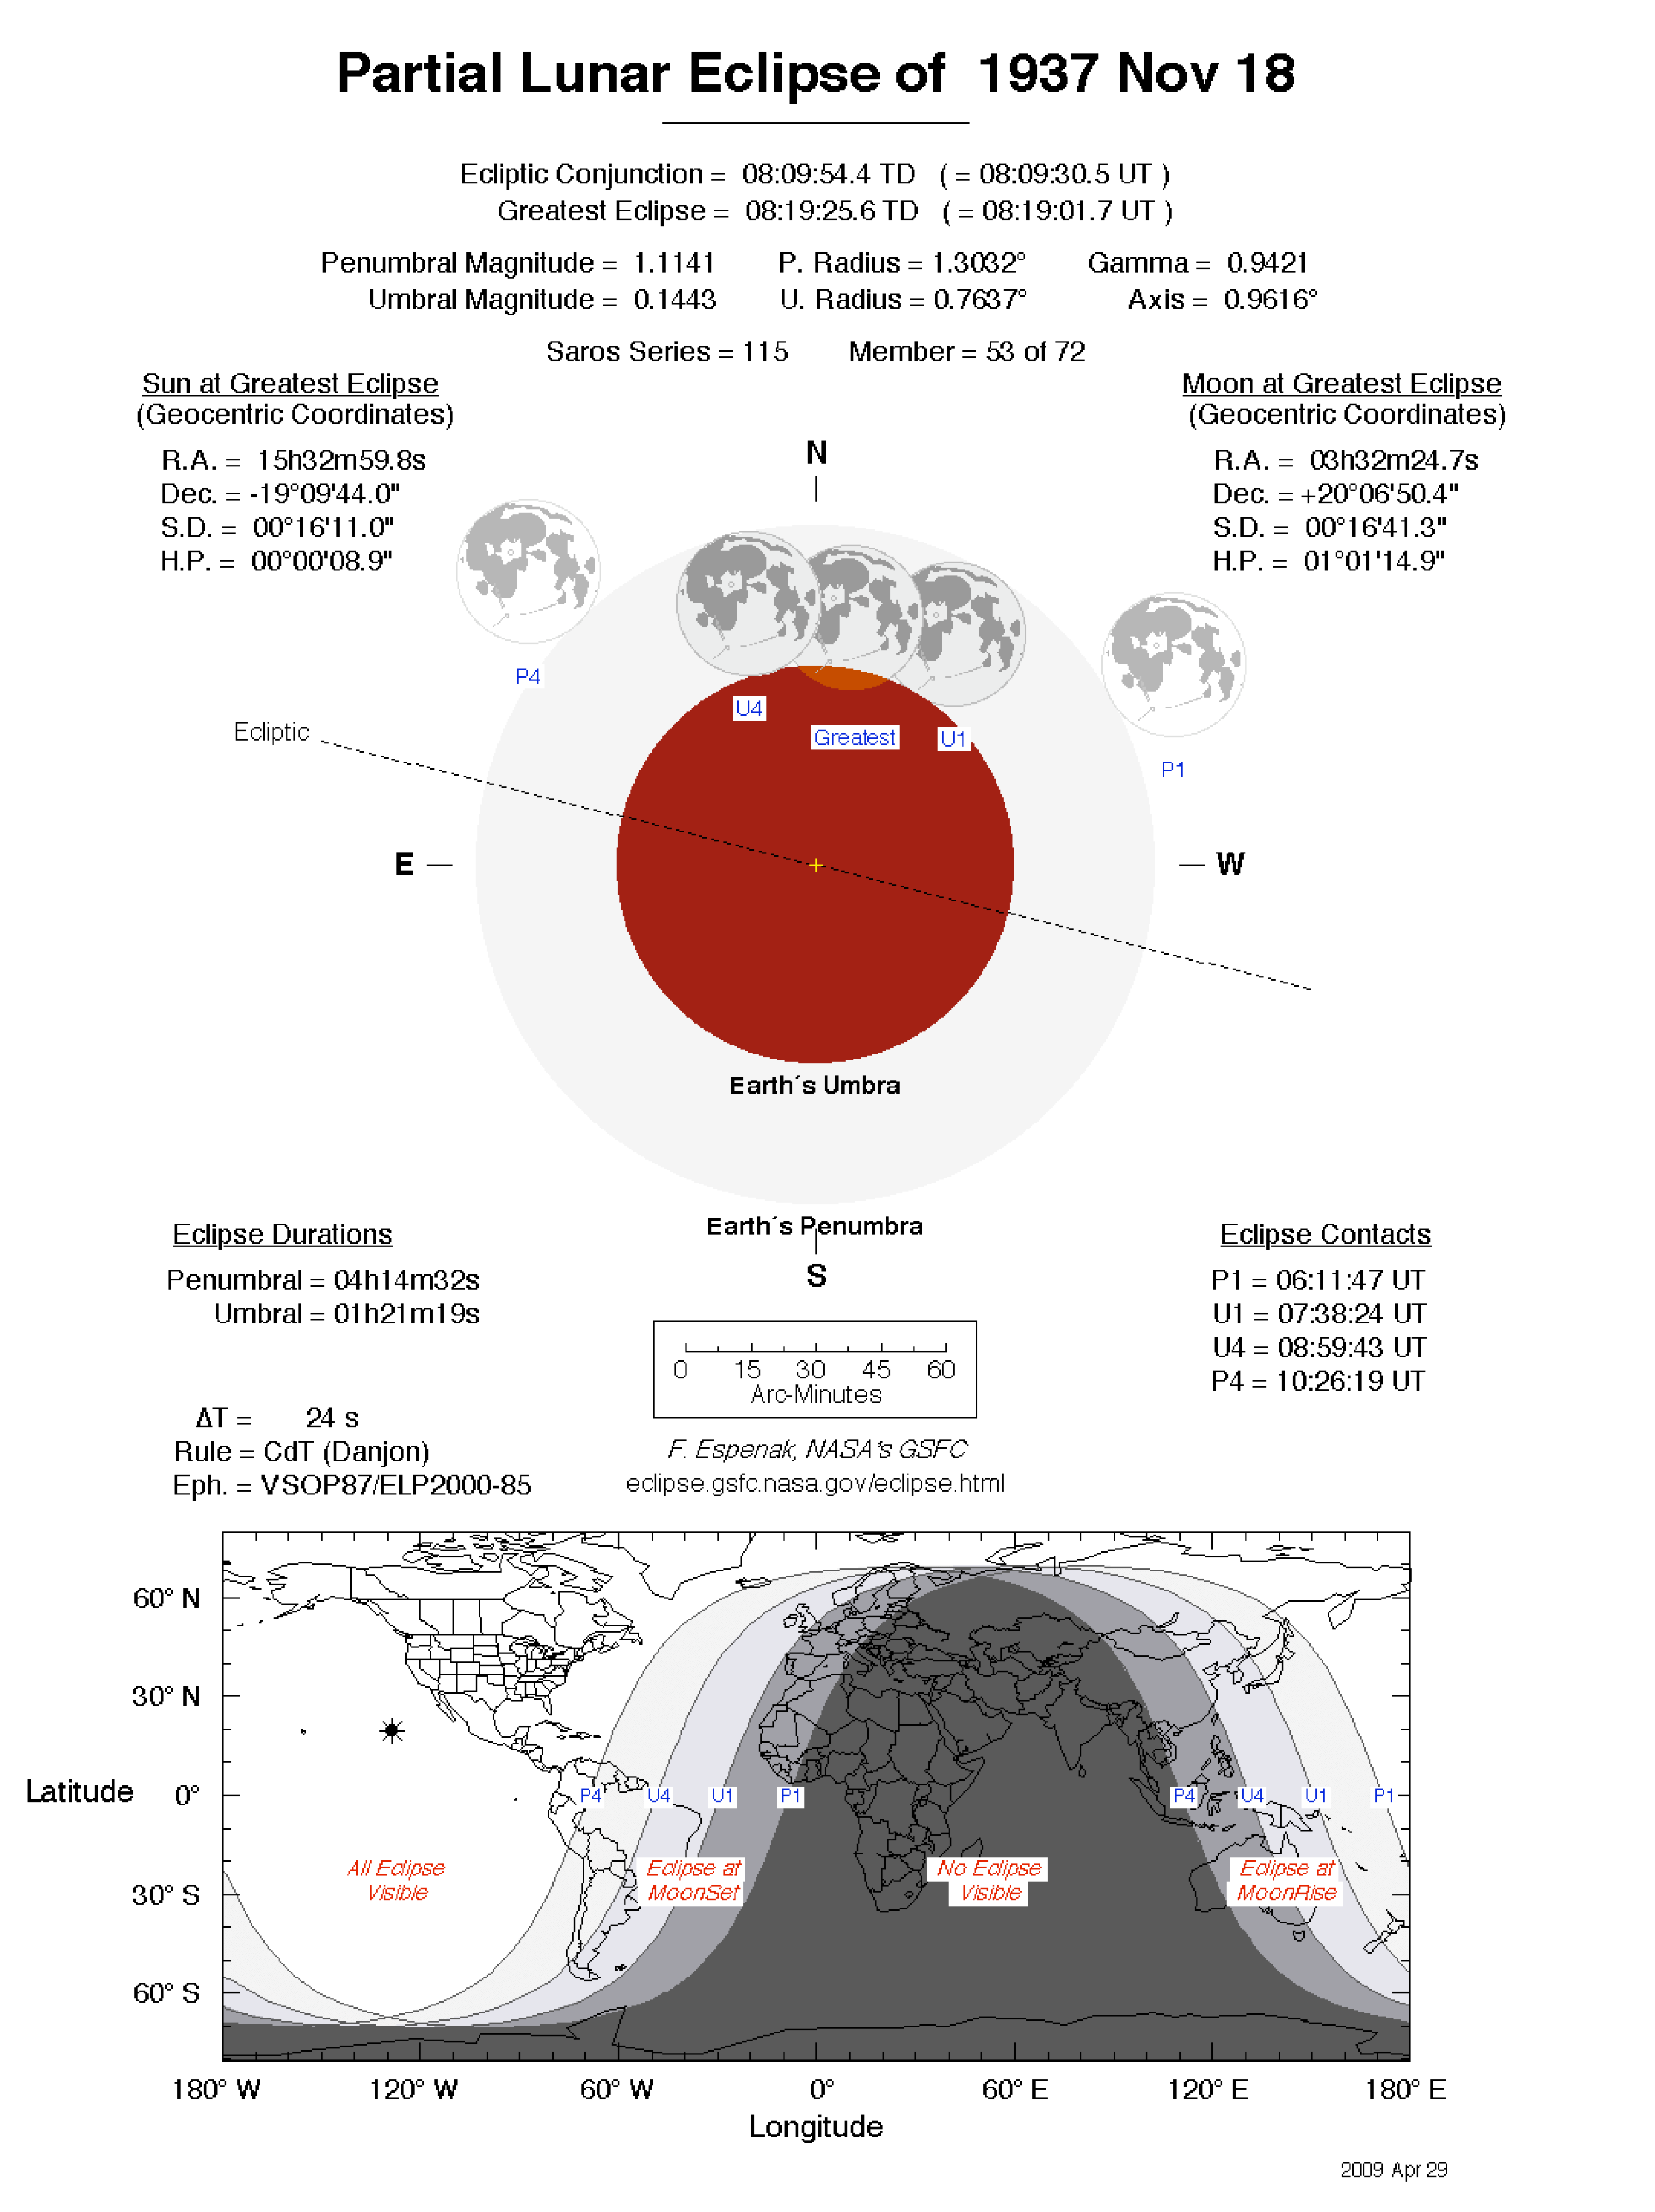 Partial Lunar Eclipse of 1937 Nov 18
Ecliptic Conjunction = 08:09:54.4 TD ( = 08:09:30.5 UT )
Greatest Eclipse = 08:19:25.6 TD ( = 08:19:01.7 UT )
Penumbral Magnitude = 1.1141 P. Radius = 1.3032° Gamma = 0.9421
Umbral Magnitude = 0.1443 U. Radius = 0.7637° Axis = 0.9616°
Saros Series = 115 Member = 53 of 72
Sun at Greatest Eclipse
(Geocentric Coordinates)
R.A. = 15h32m59.8s
Dec. = -19°09'44.0"
S.D. = 00°16'11.0"
H.P. = 00°00'08.9"
Moon at Greatest Eclipse
(Geocentric Coordinates)
R.A. = 03h32m24.7s
Dec. = +20°06'50.4"
S.D. = 00°16'41.3"
H.P. = 01°01'14.9"
N
P4
U4
Greatest
U1
P1
Ecliptic
E
W
Earth´s Umbra
Earth´s Penumbra
S
Eclipse Durations
Penumbral = 04h14m32s
Umbral = 01h21m19s
Eclipse Contacts
P1 = 06:11:47 UT
U1 = 07:38:24 UT
U4 = 08:59:43 UT
P4 = 10:26:19 UT
0 15 30 45 60
Arc-Minutes
ΔT = 24 s
Rule = CdT (Danjon)
Eph. = VSOP87/ELP2000-85
F. Espenak, NASA's GSFC
eclipse.gsfc.nasa.gov/eclipse.html
60° N
30° N
Latitude 0°
30° S
60° S
P4 U4 U1 P1 P4 U4 U1 P1
All Eclipse
Visible
Eclipse at
MoonSet
No Eclipse
Visible
Eclipse at
MoonRise
180° W 120° W 60° W 0° 60° E 120° E 180° E
Longitude
2009 Apr 29